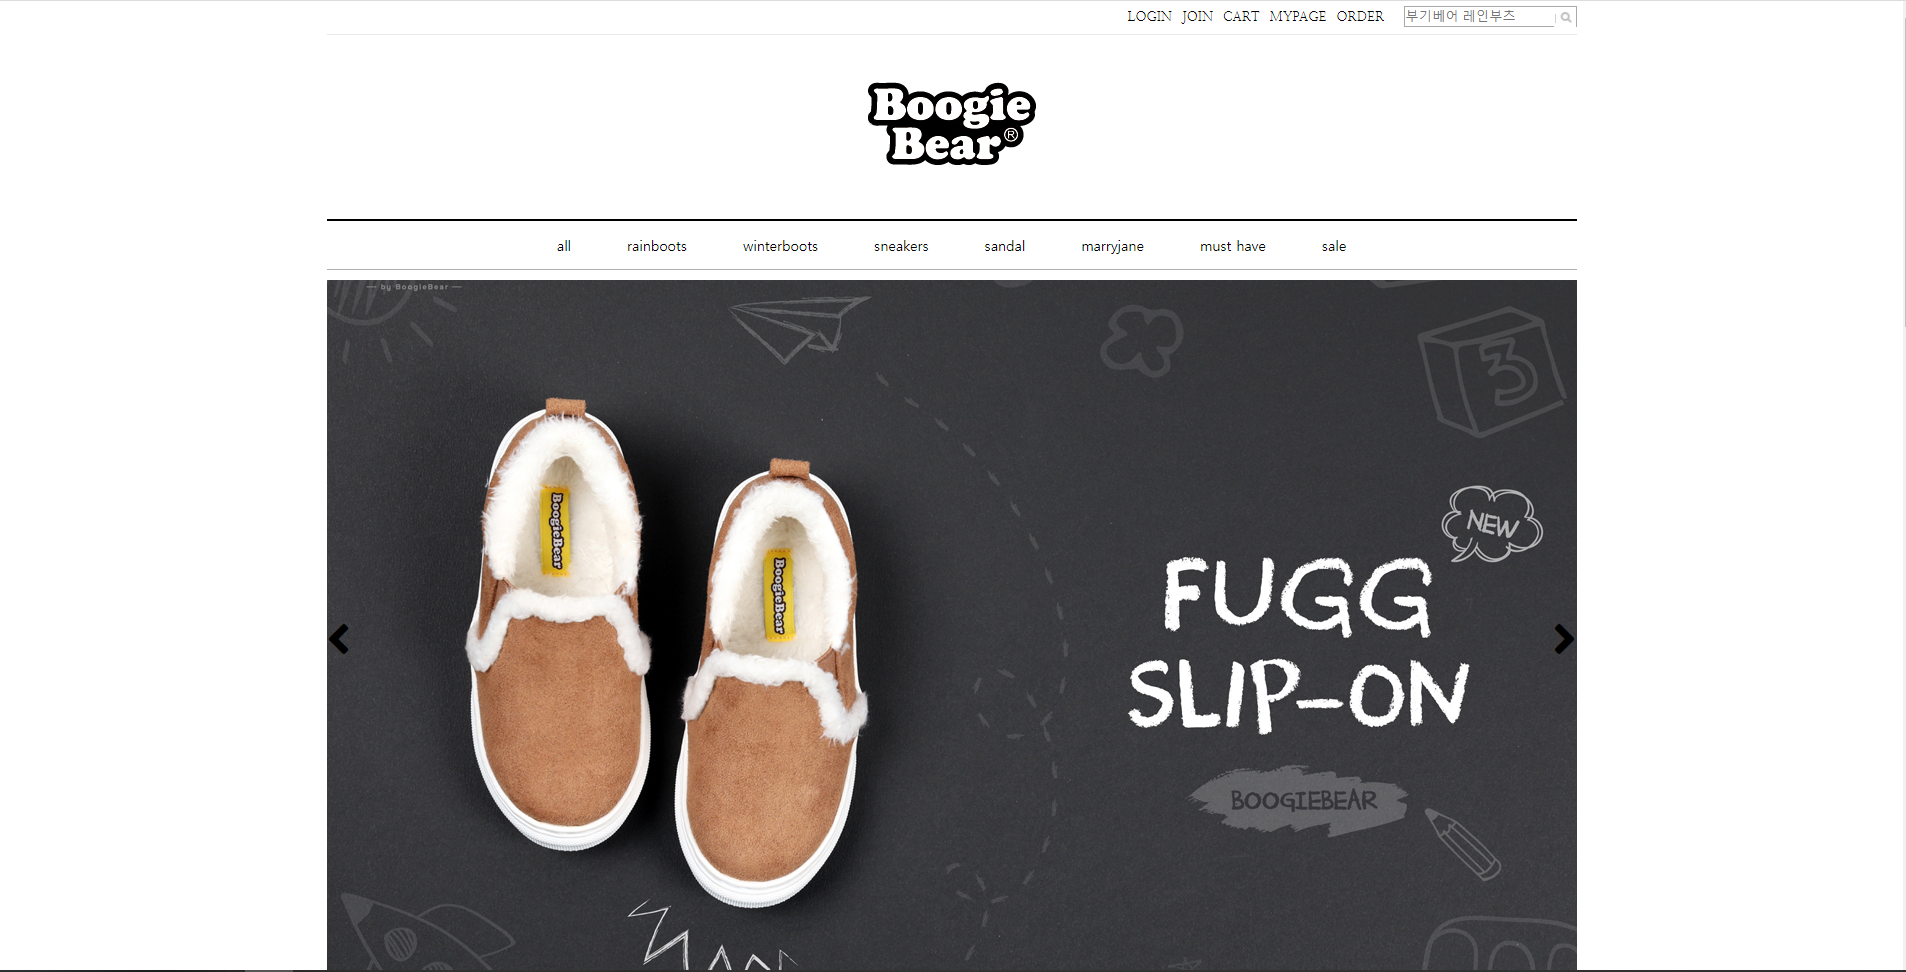 LOGIN JOIN CART MYPAGE ORDER 부기베어 레인부츠
Boogie
Bear®
all rainboots winterboots sneakers sandal marryjane must have sale
by BoogieBear
3
BoogieBear
BoogieBear
NEW
FUGG
SLIP-ON
BOOGIEBEAR